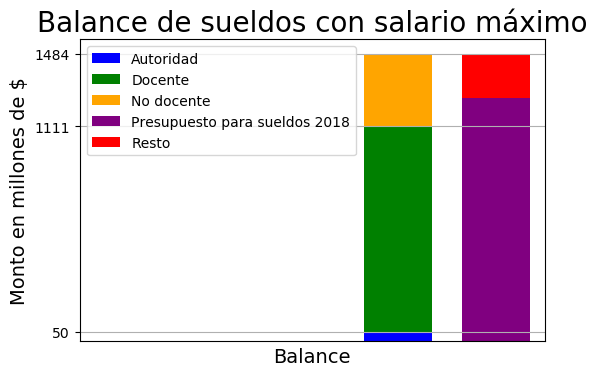 Balance de sueldos con salario máximo
1484
1111
50
Monto en millones de $
Autoridad
Docente
No docente
Presupuesto para sueldos 2018
Resto
Balance